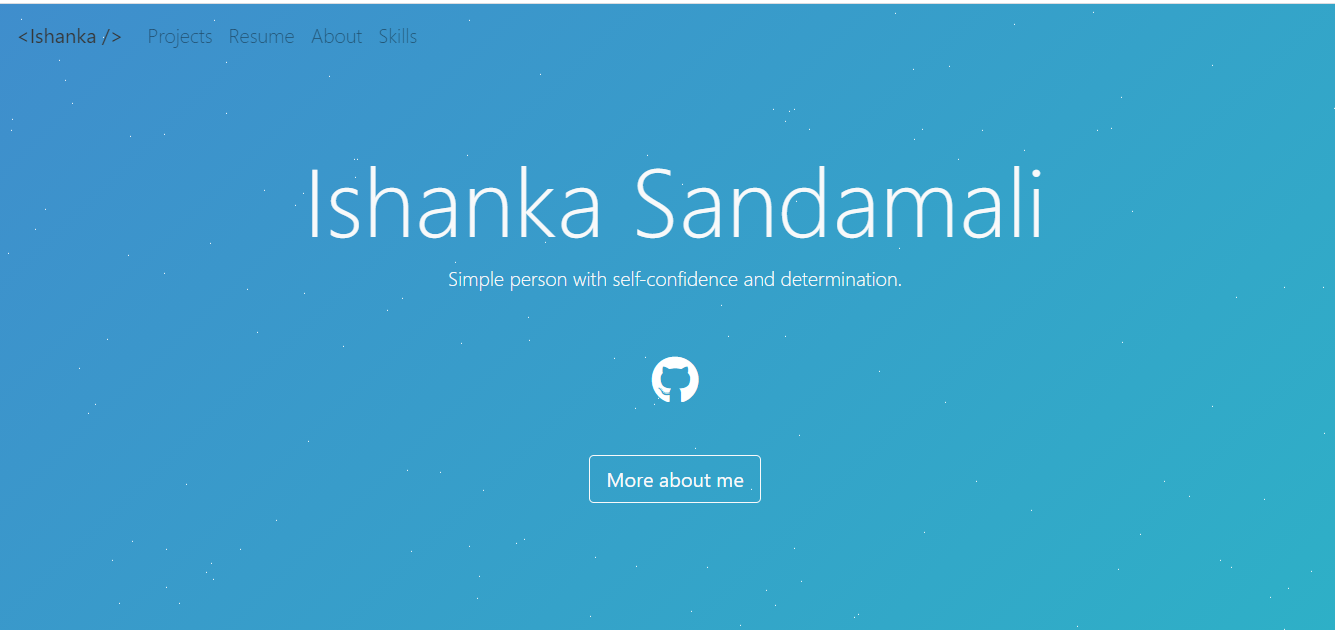 <Ishanka /> Projects Resume About Skills
Ishanka Sandamali
Simple person with self-confidence and determination.
More about me